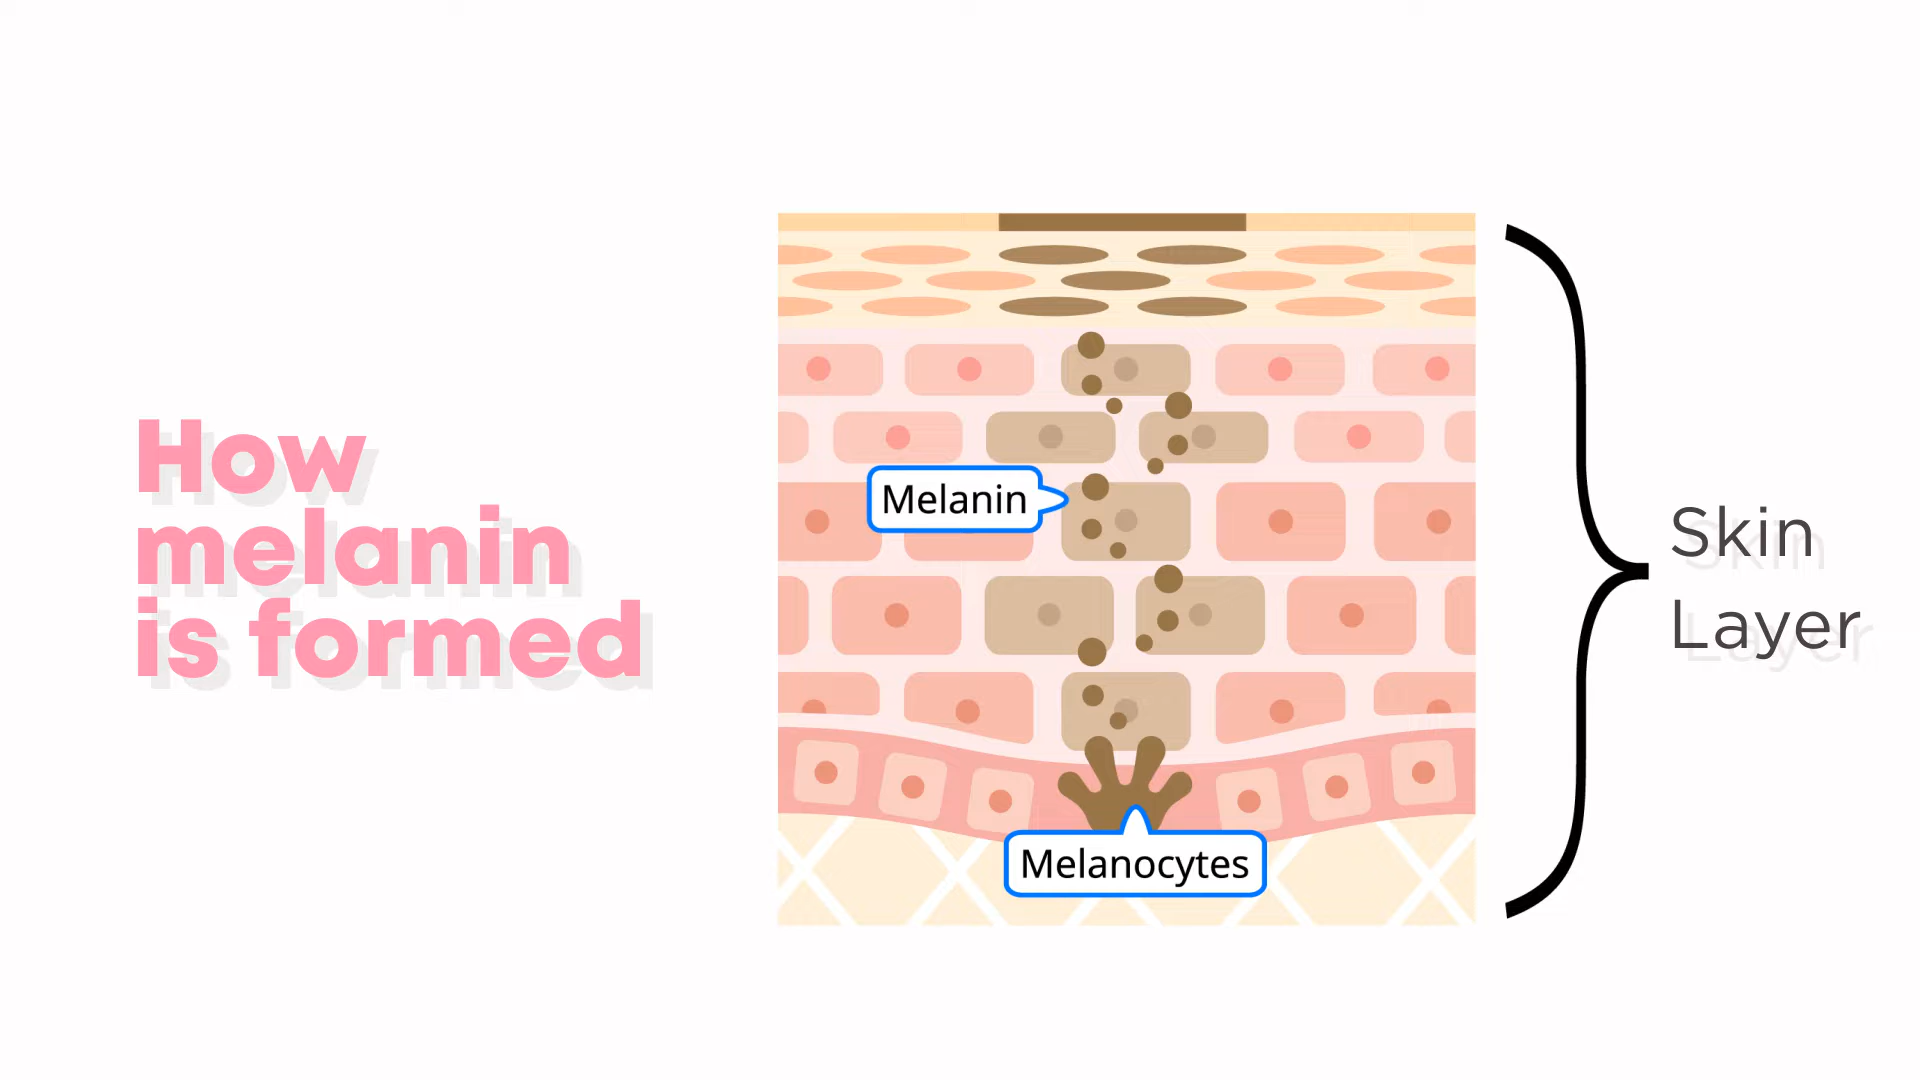 How
melanin
is formed
Melanin
Melanocytes
Skin
Layer